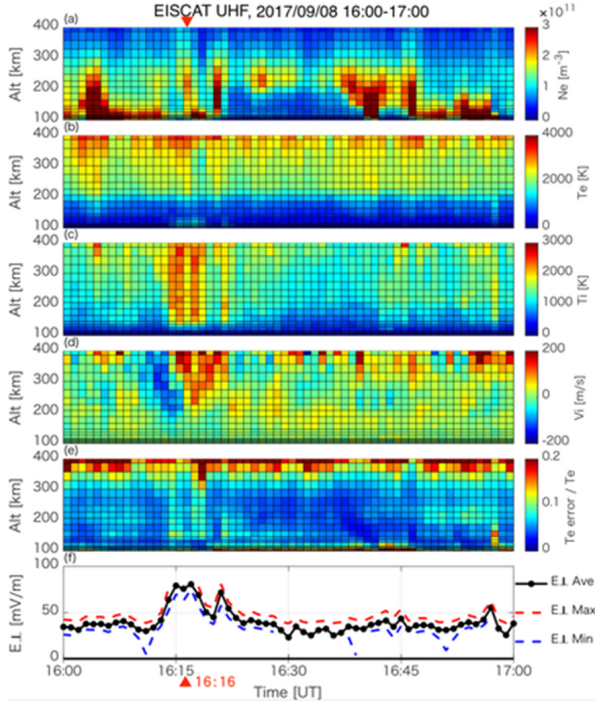 EISCAT UHF, 2017/09/08 16:00-17:00
×10¹¹
(a)
400
300
200
100
Alt [km]
3
2
1
0
Ne [m⁻³]
(b)
400
300
200
100
Alt [km]
4000
2000
0
Te [K]
(c)
400
300
200
100
Alt [km]
3000
2000
1000
0
Ti [K]
(d)
400
300
200
100
Alt [km]
200
0
-200
Vi [m/s]
(e)
400
300
200
100
Alt [km]
0.2
0.1
0
Te error / Te
(f)
100
50
0
E⊥ [mV/m]
E⊥ Ave
E⊥ Max
E⊥ Min
16:00 16:15 16:30 16:45 17:00
▲16:16
Time [UT]